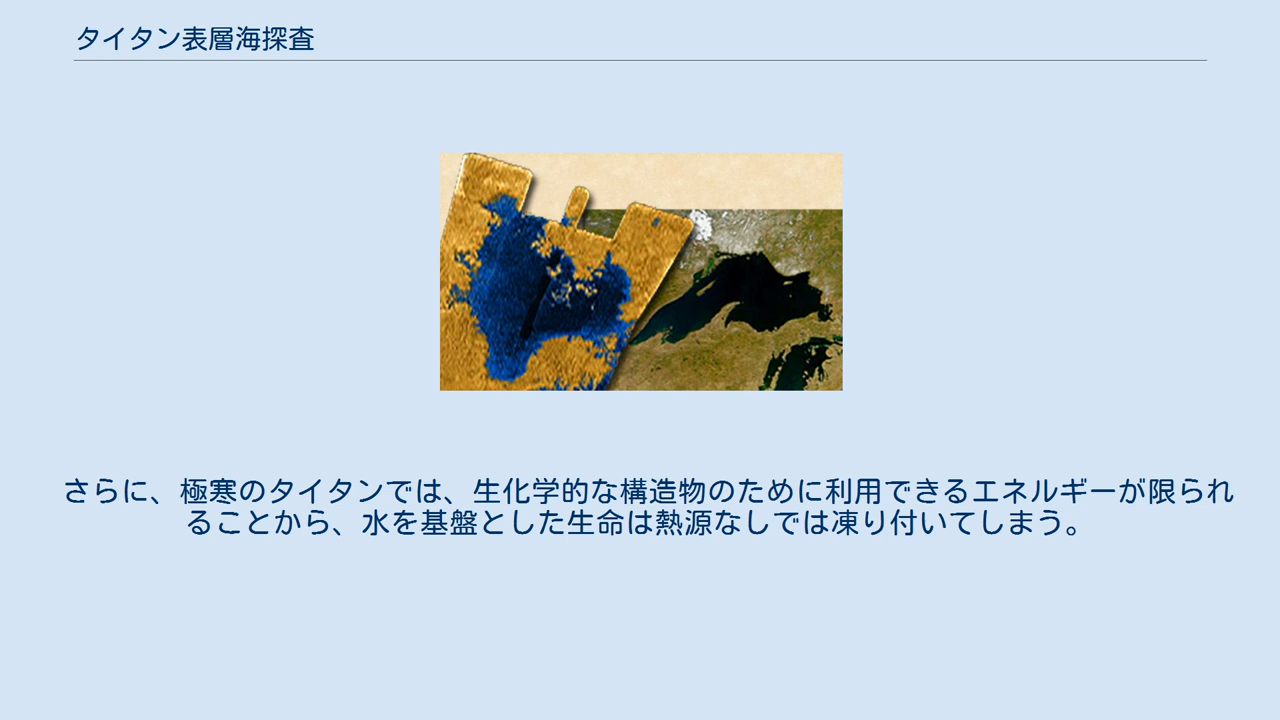 タイタン表層海探査
さらに、極寒のタイタンでは、生化学的な構造物のために利用できるエネルギーが限られ
ることから、水を基盤とした生命は熱源なしでは凍り付いてしまう。